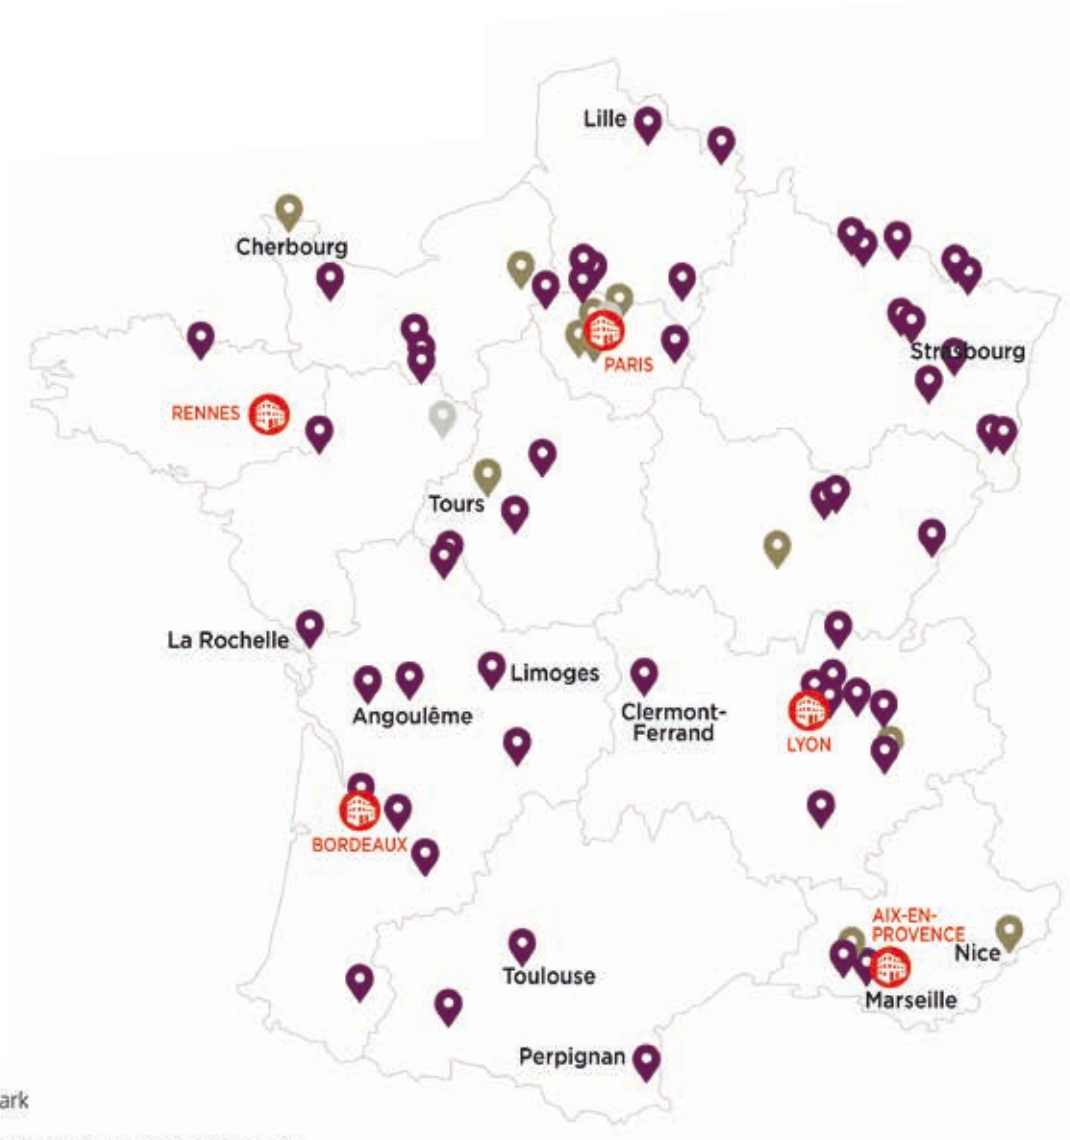 Lille
Cherbourg
PARIS
Strasbourg
RENNES
Tours
La Rochelle
Limoges
Angoulême
Clermont-
Ferrand
LYON
BORDEAUX
AIX-EN-
PROVENCE
Nice
Toulouse
Marseille
Perpignan
ark